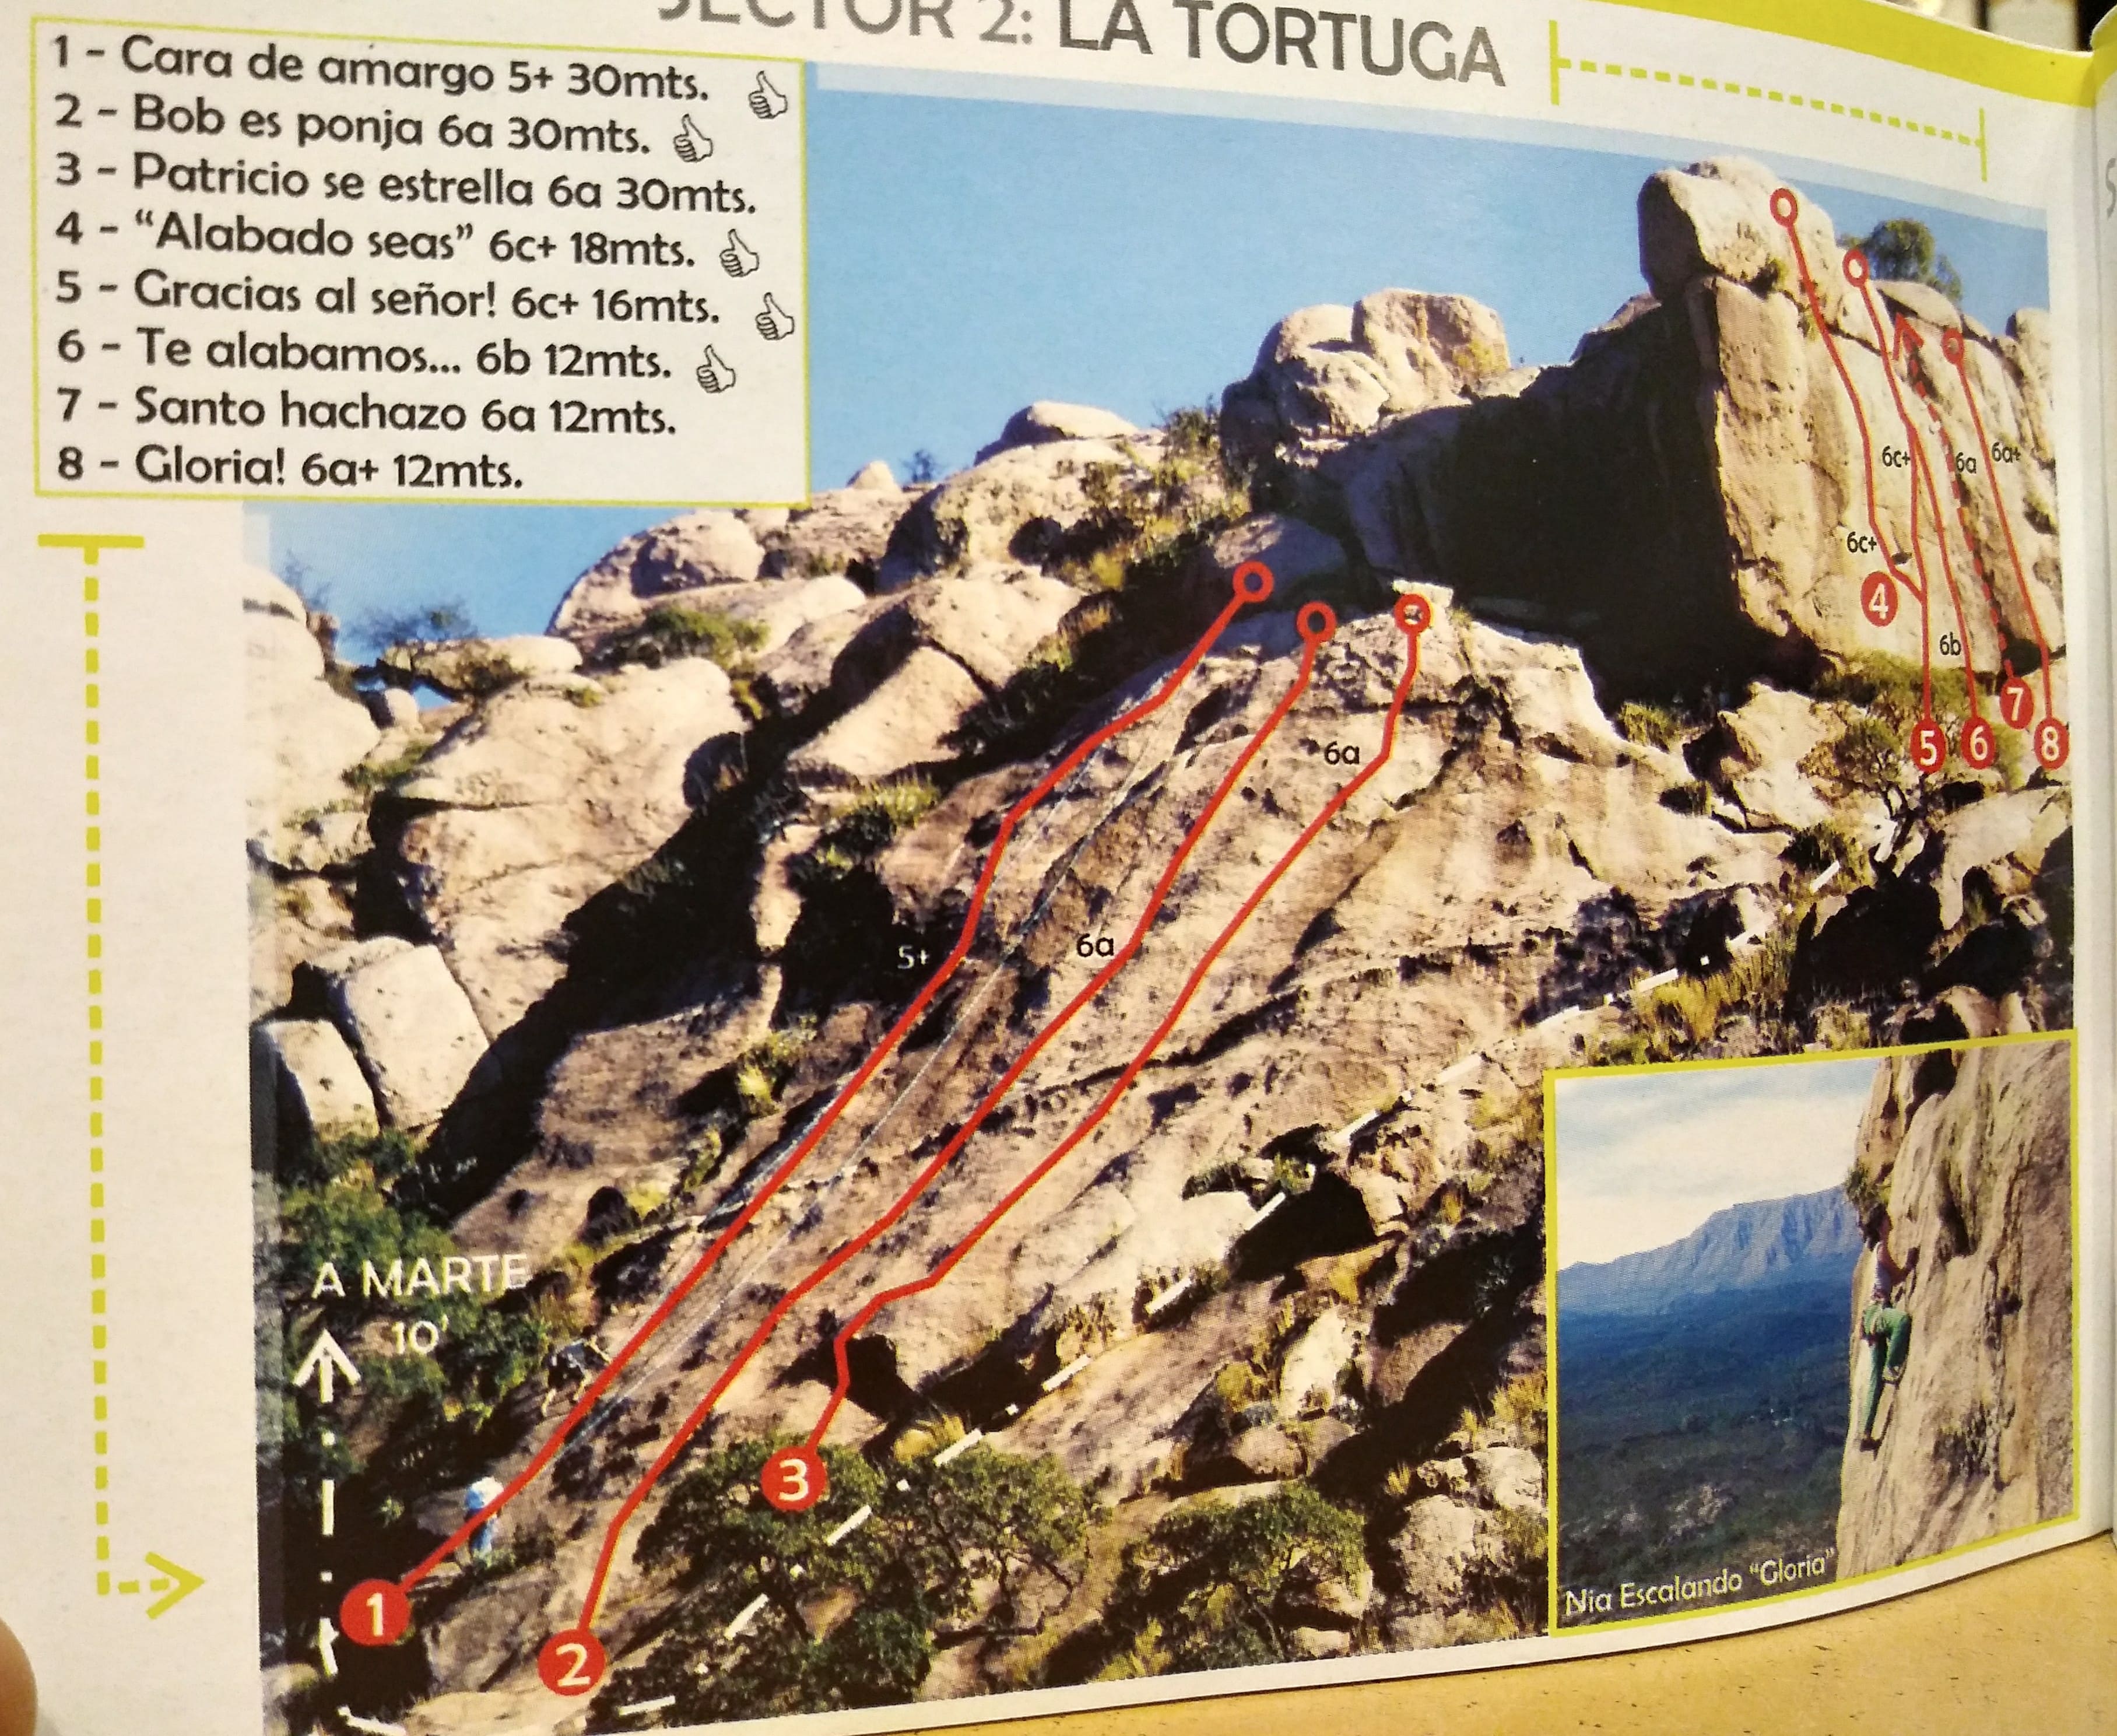 SECTOR 2: LA TORTUGA
1 - Cara de amargo 5+ 30mts.
2 - Bob es ponja 6a 30mts.
3 - Patricio se estrella 6a 30mts.
4 - “Alabado seas” 6c+ 18mts.
5 - Gracias al señor! 6c+ 16mts.
6 - Te alabamos... 6b 12mts.
7 - Santo hachazo 6a 12mts.
8 - Gloria! 6a+ 12mts.
6c+
6a
6a+
6c+
4
6b
7
5
6
8
6a
5+
6a
A MARTE
10'
3
1
2
Nia Escalando “Gloria”